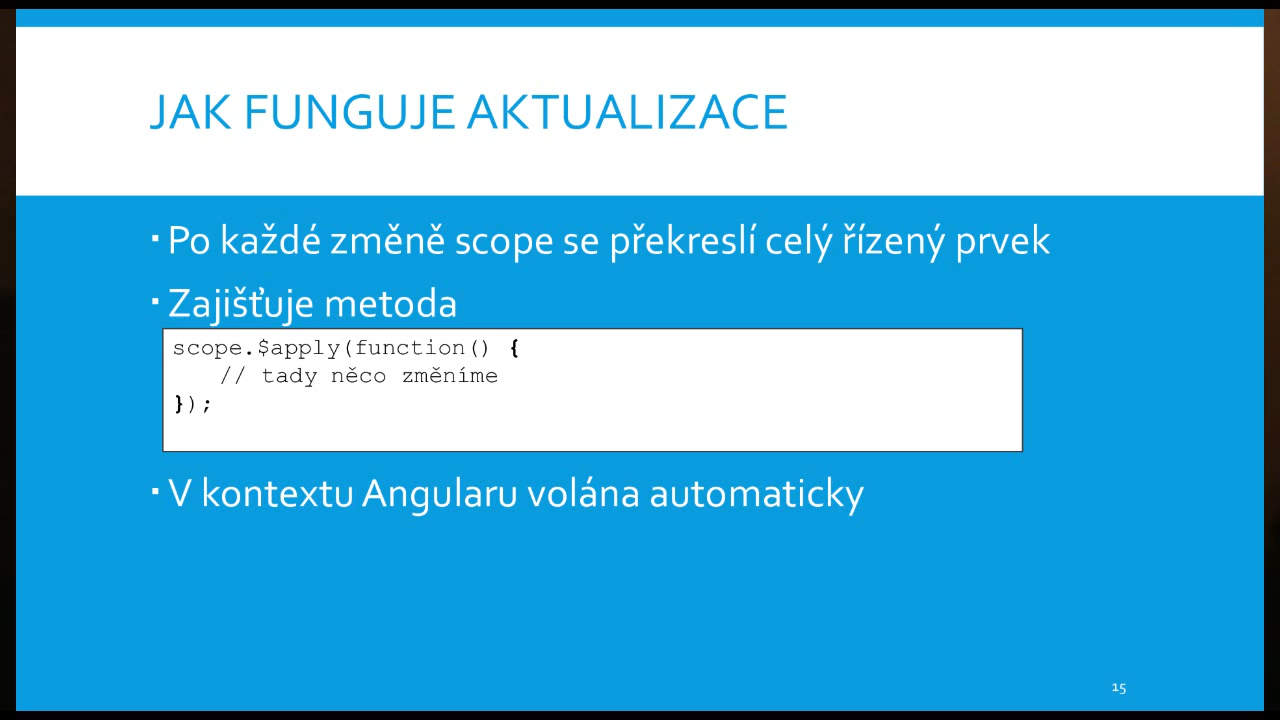 JAK FUNGUJE AKTUALIZACE
Po každé změně scope se překreslí celý řízený prvek
Zajišťuje metoda
scope.$apply(function() {
// tady něco změníme
});
V kontextu Angularu volána automaticky
15